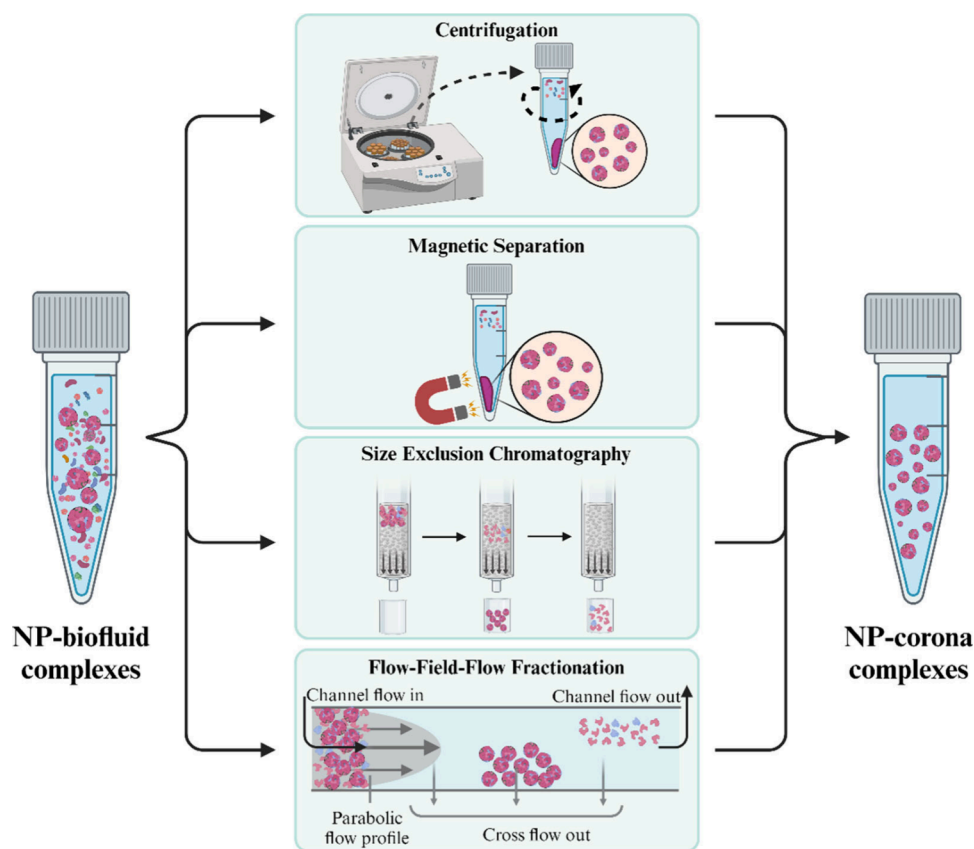 Centrifugation
Magnetic Separation
Size Exclusion Chromatography
NP-biofluid
complexes
NP-corona
complexes
Flow-Field-Flow Fractionation
Channel flow in
Channel flow out
Parabolic
flow profile
Cross flow out